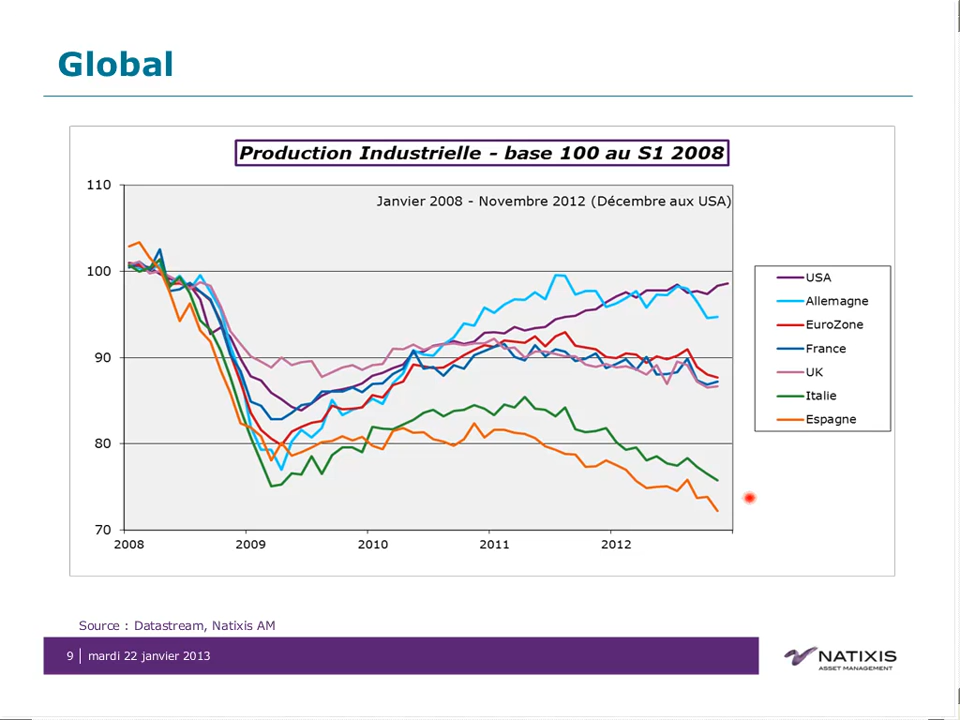 Global
Production Industrielle - base 100 au S1 2008
Janvier 2008 - Novembre 2012 (Décembre aux USA)
110
100
90
80
70
2008 2009 2010 2011 2012
USA
Allemagne
EuroZone
France
UK
Italie
Espagne
Source : Datastream, Natixis AM
9 mardi 22 janvier 2013
NATIXIS
ASSET MANAGEMENT